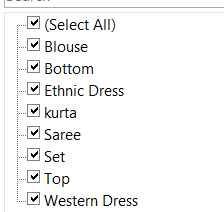 (Select All)
Blouse
Bottom
Ethnic Dress
kurta
Saree
Set
Top
Western Dress